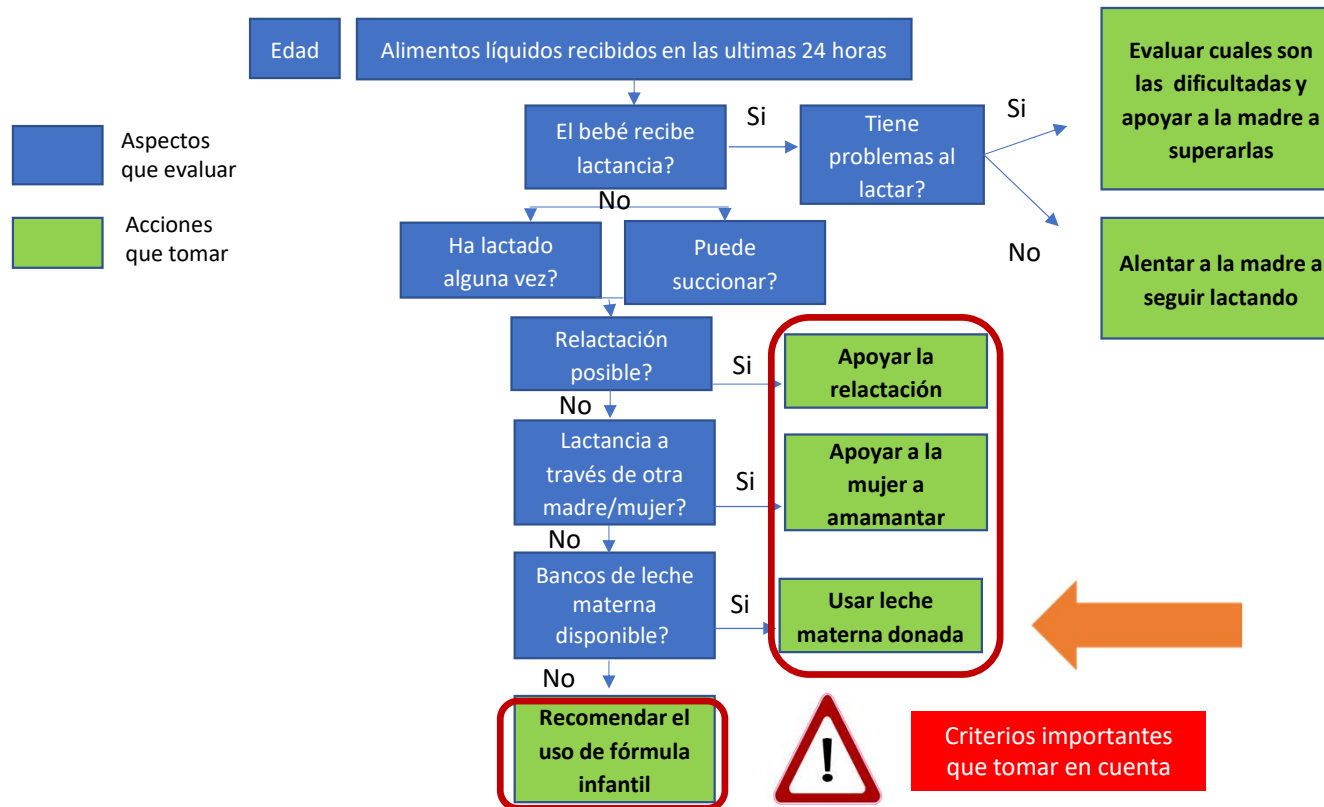 Edad
Alimentos líquidos recibidos en las ultimas 24 horas
Evaluar cuales son
las dificultadas y
apoyar a la madre a
superarlas
Aspectos
que evaluar
El bebé recibe
lactancia?
Si
Tiene
problemas al
lactar?
Si
No
Acciones
que tomar
No
Alentar a la madre a
seguir lactando
Ha lactado
alguna vez?
Puede
succionar?
Relactación
posible?
Si
Apoyar la
relactación
No
Lactancia a
través de otra
madre/mujer?
Si
Apoyar a la
mujer a
amamantar
No
Bancos de leche
materna
disponible?
Si
Usar leche
materna donada
No
Recomendar el
uso de fórmula
infantil
!
Criterios importantes
que tomar en cuenta